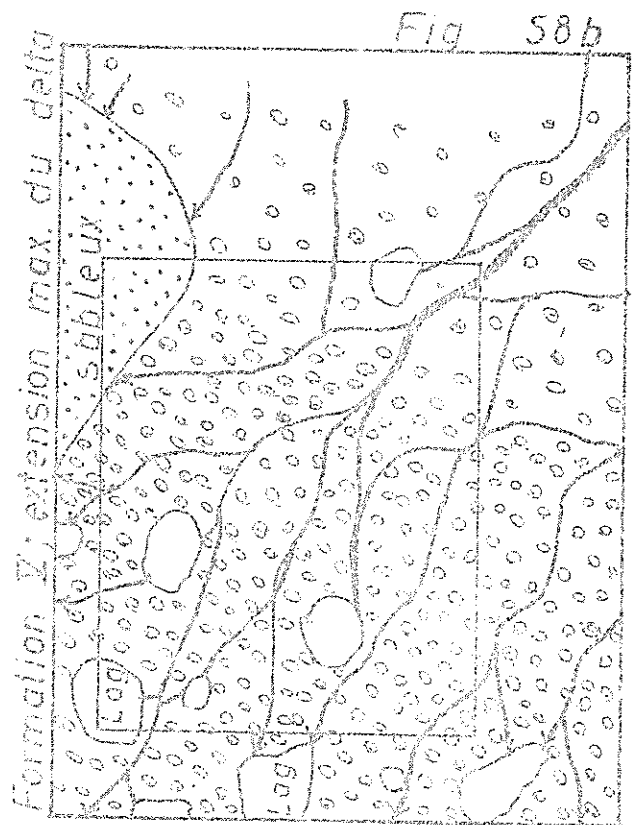 Fig 58b
Formation V: extension max. du delta
sableux
Lag
Lag